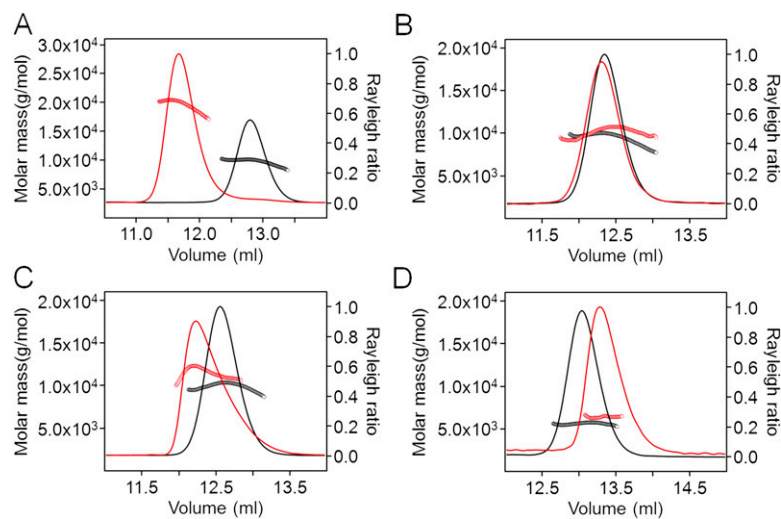 A
Molar mass(g/mol)
3.0x10⁴
2.5x10⁴
2.0x10⁴
1.5x10⁴
1.0x10⁴
5.0x10³
1.0
0.8
0.6
0.4
0.2
0.0
Rayleigh ratio
11.0 12.0 13.0
Volume (ml)
B
Molar mass(g/mol)
2.0x10⁴
1.5x10⁴
1.0x10⁴
5.0x10³
1.0
0.8
0.6
0.4
0.2
0.0
Rayleigh ratio
11.5 12.5 13.5
Volume (ml)
C
Molar mass(g/mol)
2.0x10⁴
1.5x10⁴
1.0x10⁴
5.0x10³
1.0
0.8
0.6
0.4
0.2
0.0
Rayleigh ratio
11.5 12.5 13.5
Volume (ml)
D
Molar mass(g/mol)
2.0x10⁴
1.5x10⁴
1.0x10⁴
5.0x10³
1.0
0.8
0.6
0.4
0.2
0.0
Rayleigh ratio
12.5 13.5 14.5
Volume (ml)